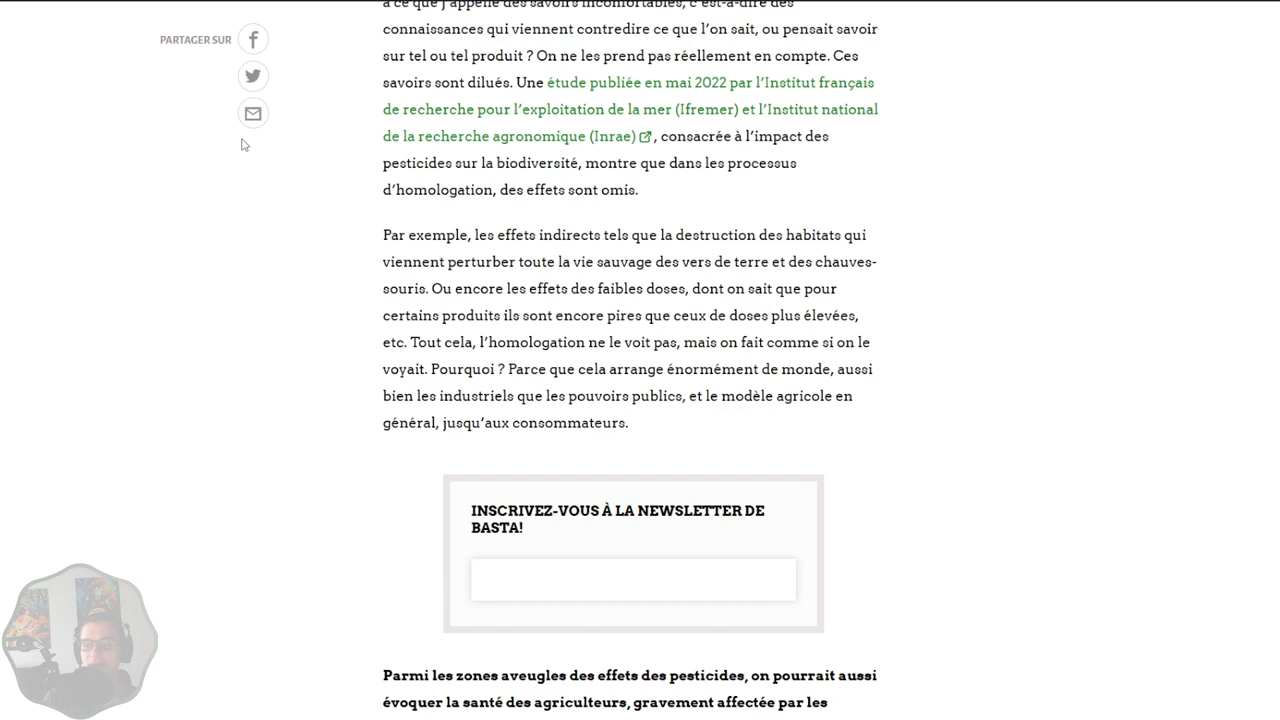 PARTAGER SUR
à ce que j'appelle des savoirs inconfortables, c'est-à-dire des
connaissances qui viennent contredire ce que l'on sait, ou pensait savoir
sur tel ou tel produit ? On ne les prend pas réellement en compte. Ces
savoirs sont dilués. Une étude publiée en mai 2022 par l'Institut français
de recherche pour l'exploitation de la mer (Ifremer) et l'Institut national
de la recherche agronomique (Inrae) , consacrée à l'impact des
pesticides sur la biodiversité, montre que dans les processus
d'homologation, des effets sont omis.
Par exemple, les effets indirects tels que la destruction des habitats qui
viennent perturber toute la vie sauvage des vers de terre et des chauves-
souris. Ou encore les effets des faibles doses, dont on sait que pour
certains produits ils sont encore pires que ceux de doses plus élevées,
etc. Tout cela, l'homologation ne le voit pas, mais on fait comme si on le
voyait. Pourquoi ? Parce que cela arrange énormément de monde, aussi
bien les industriels que les pouvoirs publics, et le modèle agricole en
général, jusqu'aux consommateurs.
INSCRIVEZ-VOUS À LA NEWSLETTER DE
BASTA!
Parmi les zones aveugles des effets des pesticides, on pourrait aussi
évoquer la santé des agriculteurs, gravement affectée par les